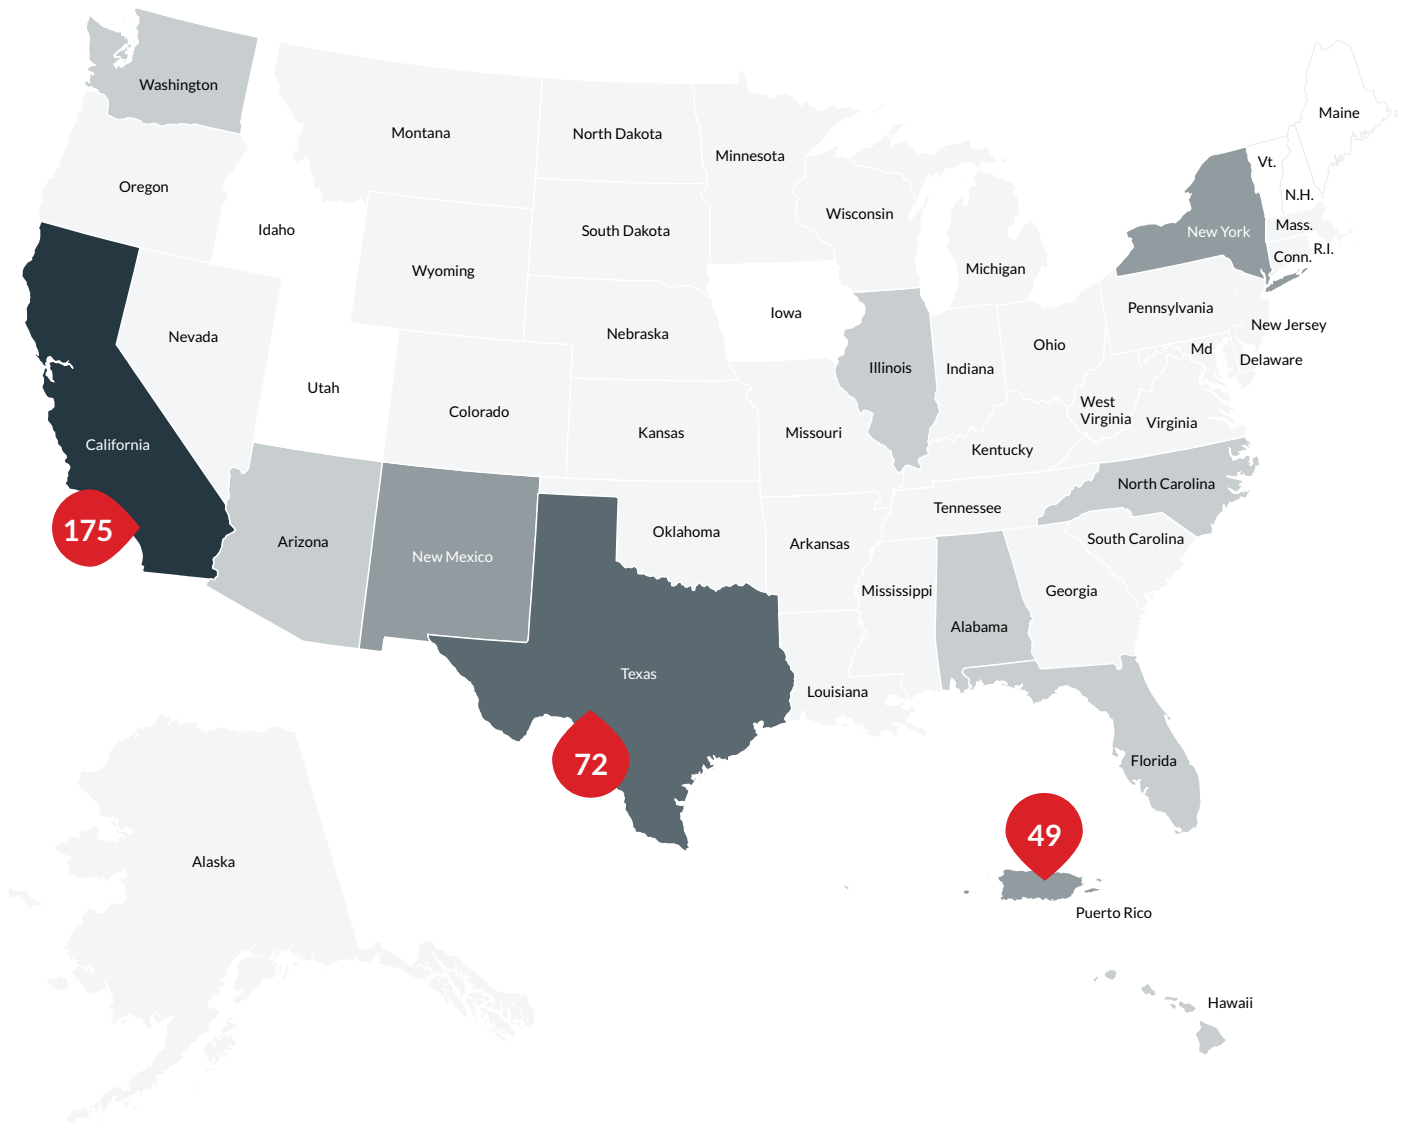 Washington
Montana
North Dakota
Minnesota
Maine
Vt.
Oregon
N.H.
Wisconsin
Mass.
Idaho
South Dakota
New York
R.I.
Conn.
Wyoming
Michigan
Pennsylvania
Iowa
New Jersey
Nevada
Nebraska
Ohio
Md
Delaware
Illinois
Indiana
Utah
Colorado
West
Virginia
Virginia
Kansas
Missouri
California
Kentucky
North Carolina
Tennessee
175
Oklahoma
South Carolina
Arizona
Arkansas
New Mexico
Mississippi
Georgia
Alabama
Texas
Louisiana
72
Florida
49
Alaska
Puerto Rico
Hawaii